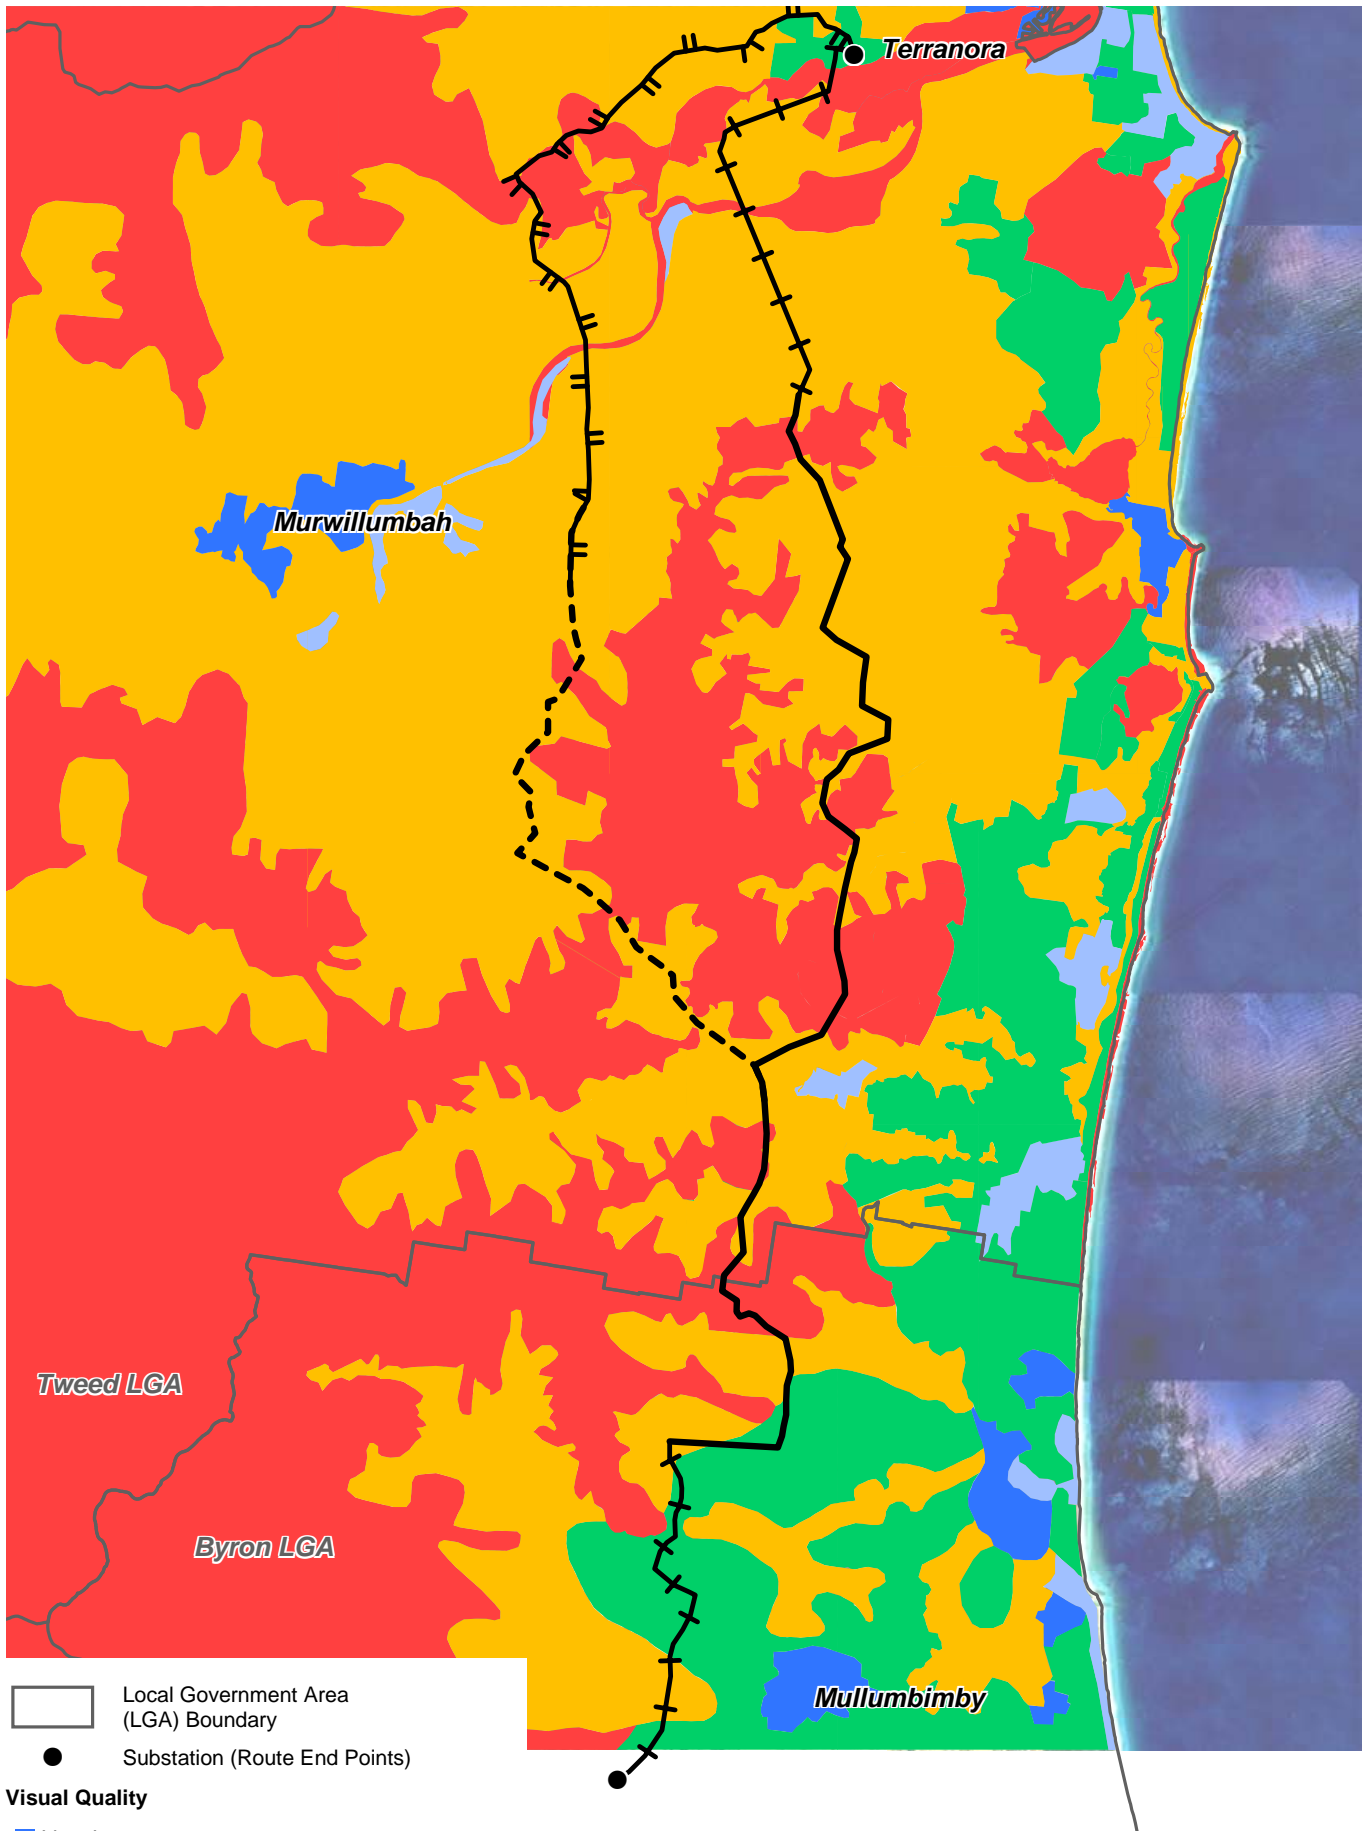 Terranora
Murwillumbah
Tweed LGA
Byron LGA
Mullumbimby
Local Government Area
(LGA) Boundary
Substation (Route End Points)
Visual Quality